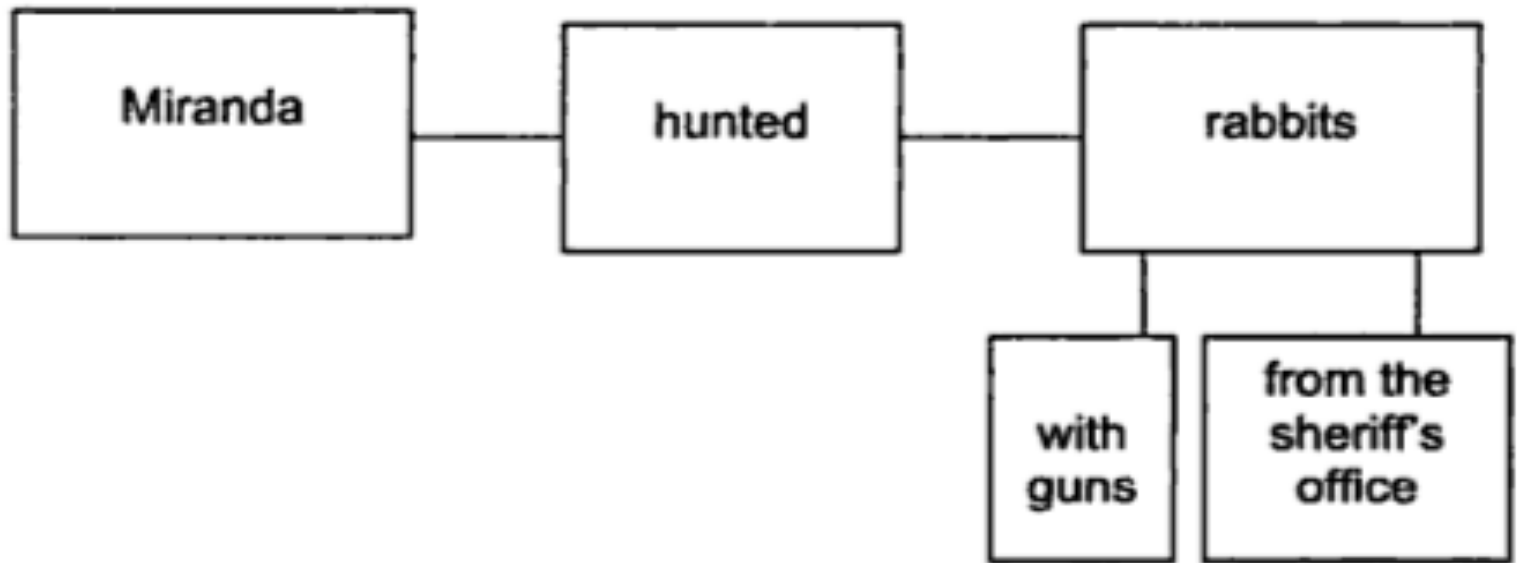 Miranda
hunted
rabbits
with
guns
from the
sheriff's
office